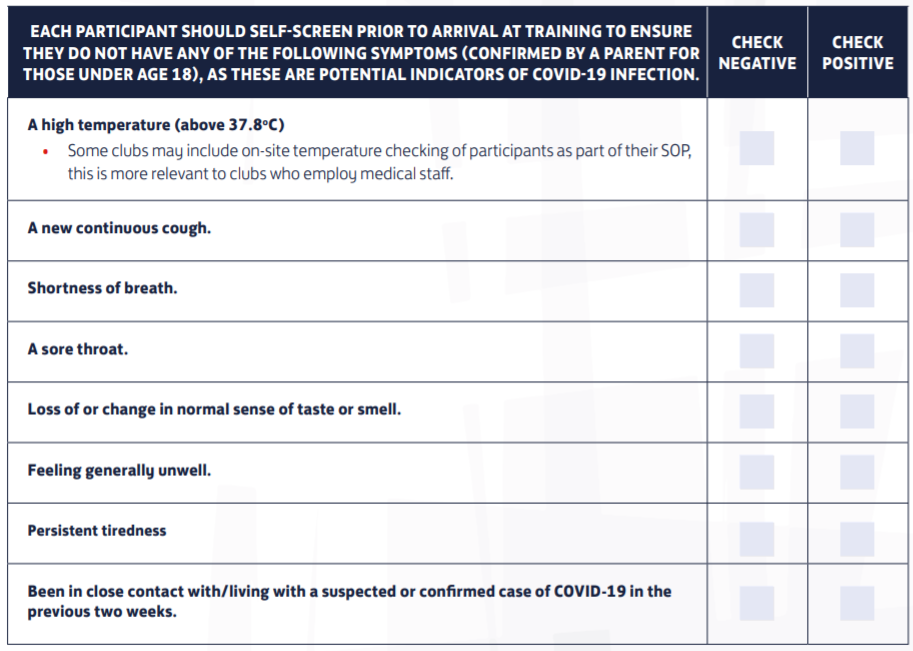 EACH PARTICIPANT SHOULD SELF-SCREEN PRIOR TO ARRIVAL AT TRAINING TO ENSURE
THEY DO NOT HAVE ANY OF THE FOLLOWING SYMPTOMS (CONFIRMED BY A PARENT FOR
THOSE UNDER AGE 18), AS THESE ARE POTENTIAL INDICATORS OF COVID-19 INFECTION.
CHECK
NEGATIVE
CHECK
POSITIVE
A high temperature (above 37.8ºC)
• Some clubs may include on-site temperature checking of participants as part of their SOP,
this is more relevant to clubs who employ medical staff.
A new continuous cough.
Shortness of breath.
A sore throat.
Loss of or change in normal sense of taste or smell.
Feeling generally unwell.
Persistent tiredness
Been in close contact with/living with a suspected or confirmed case of COVID-19 in the
previous two weeks.